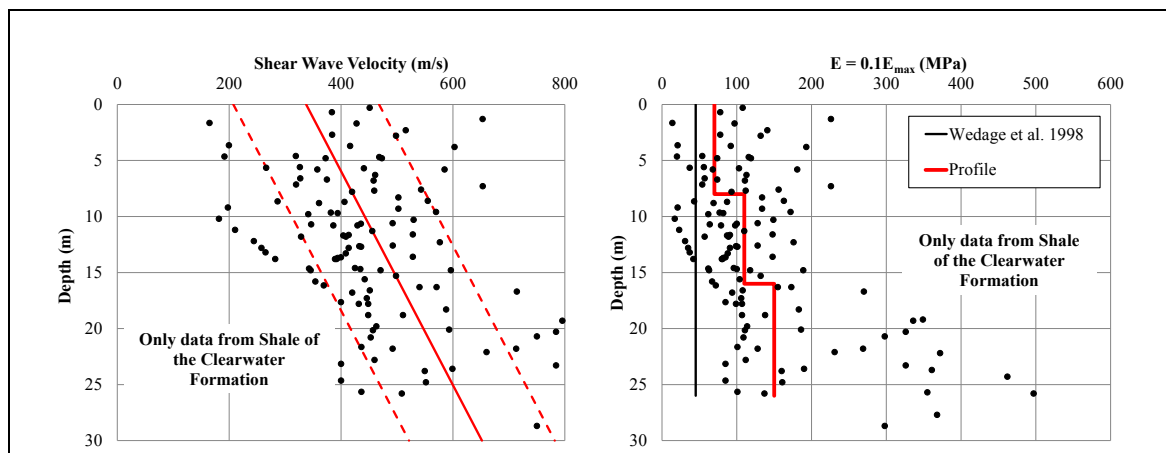 Shear Wave Velocity (m/s)
0 200 400 600 800
0
5
10
15
20
25
30
Depth (m)
Only data from Shale of
the Clearwater
Formation
E = 0.1Emax (MPa)
0 100 200 300 400 500 600
0
5
10
15
20
25
30
Depth (m)
Wedage et al. 1998
Profile
Only data from Shale
of the Clearwater
Formation